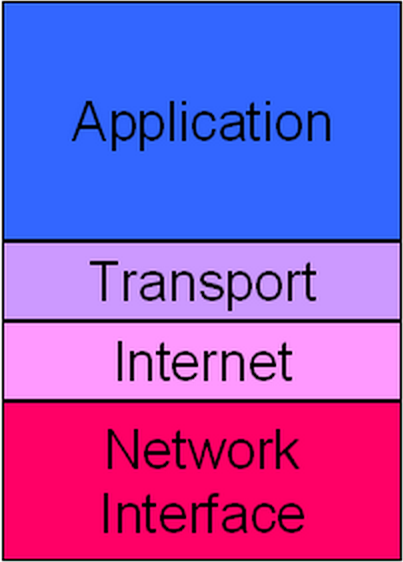 Application
Transport
Internet
Network
Interface